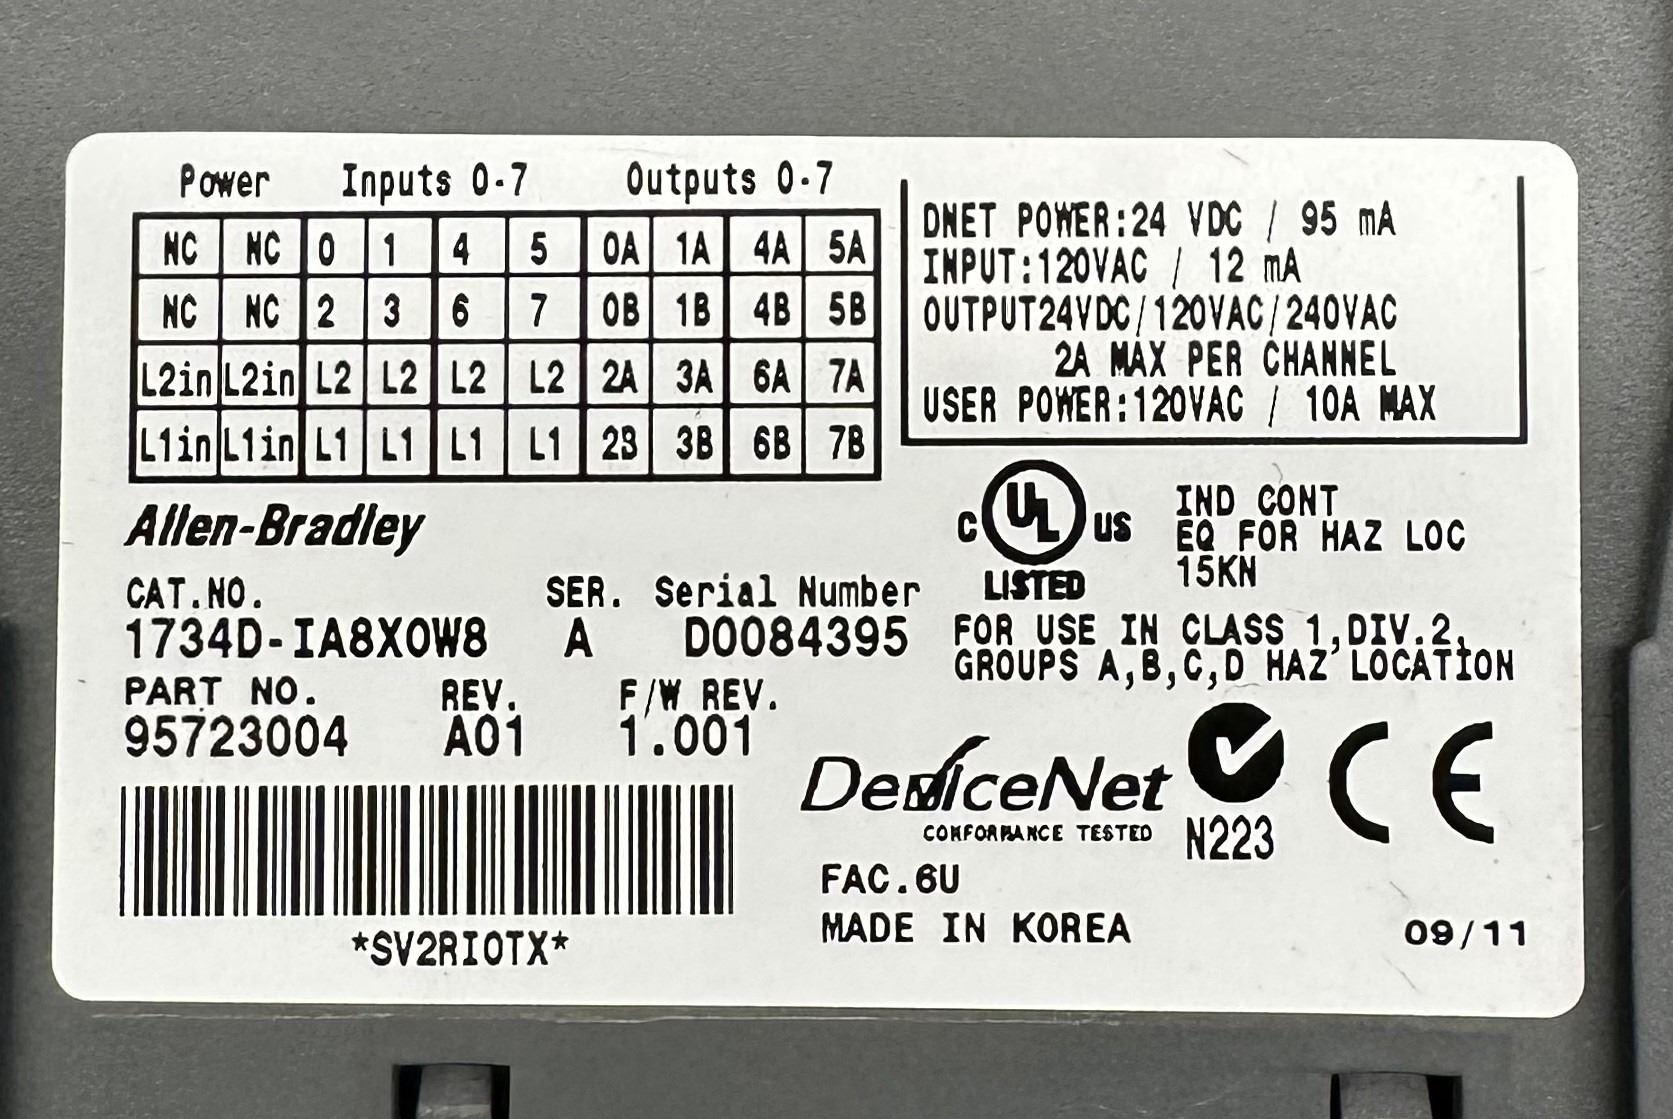 Power Inputs 0-7 Outputs 0-7
NC NC 0 1 4 5 0A 1A 4A 5A
NC NC 2 3 6 7 0B 1B 4B 5B
L2in L2in L2 L2 L2 L2 2A 3A 6A 7A
L1in L1in L1 L1 L1 L1 2B 3B 6B 7B
DNET POWER:24 VDC / 95 mA
INPUT:120VAC / 12 mA
OUTPUT24VDC/120VAC/240VAC
2A MAX PER CHANNEL
USER POWER:120VAC / 10A MAX
Allen-Bradley
CAT.NO. SER. Serial Number
1734D-IA8XOW8 A D0084395
PART NO. REV. F/W REV.
95723004 A01 1.001
*SV2RIOTX*
C UL US
LISTED
IND CONT
EQ FOR HAZ LOC
15KN
FOR USE IN CLASS 1,DIV.2,
GROUPS A,B,C,D HAZ LOCATION
DeviceNet
CONFORMANCE TESTED
N223
CE
FAC.6U
MADE IN KOREA
09/11